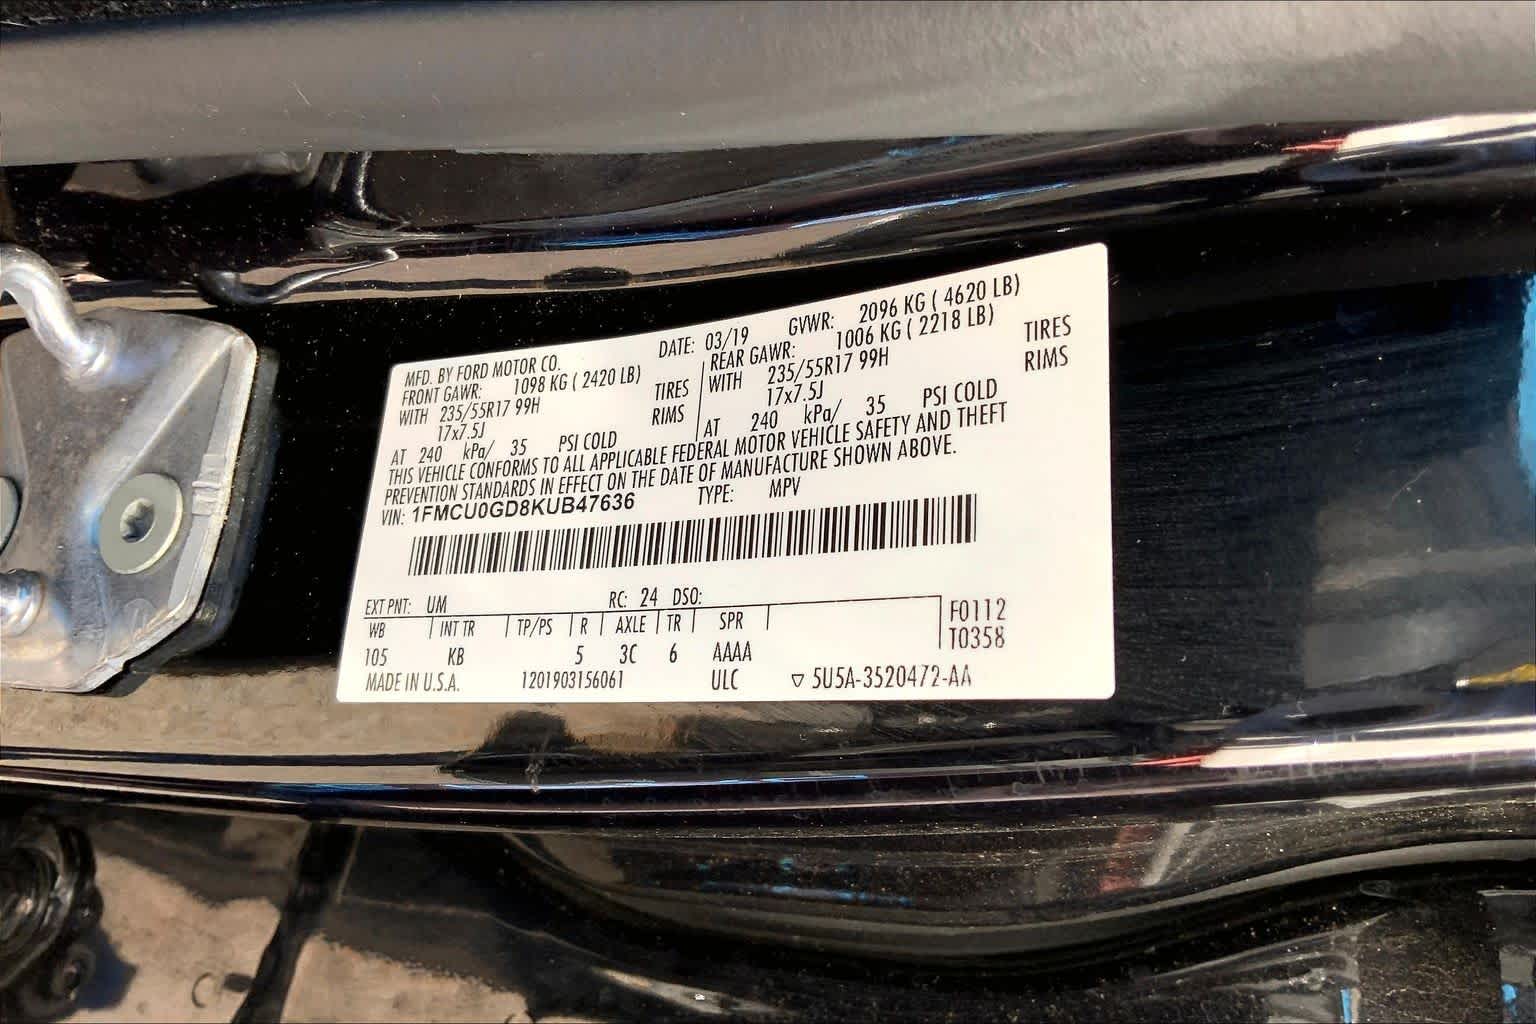 MFD. BY FORD MOTOR CO. DATE: 03/19 GVWR: 2096 KG ( 4620 LB)
FRONT GAWR: 1098 KG ( 2420 LB) REAR GAWR: 1006 KG ( 2218 LB)
WITH 235/55R17 99H TIRES WITH 235/55R17 99H TIRES
17x7.5J RIMS 17x7.5J RIMS
AT 240 kPa/ 35 PSI COLD AT 240 kPa/ 35 PSI COLD
THIS VEHICLE CONFORMS TO ALL APPLICABLE FEDERAL MOTOR VEHICLE SAFETY AND THEFT
PREVENTION STANDARDS IN EFFECT ON THE DATE OF MANUFACTURE SHOWN ABOVE.
VIN: 1FMCU0GD8KUB47636 TYPE: MPV
EXT PNT: UM RC: 24 DSO:
WB INT TR TP/PS R AXLE TR SPR F0112
T0358
105 KB 5 3C 6 AAAA
MADE IN U.S.A. 1201903156061 ULC ▽ 5U5A-3520472-AA